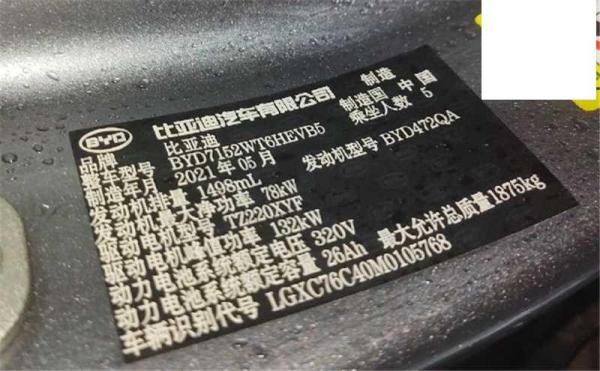 BYD 比亚迪汽车有限公司 制造
品牌 比亚迪 制造国 中国
整车型号 BYD7152WT6HEVB5 乘坐人数 5
制造年月 2021年05月 发动机型号 BYD472QA
发动机排量 1498mL
发动机最大净功率 78kW
驱动电机型号 TZ220XYF
驱动电机峰值功率 132kW
动力电池系统额定电压 320V
动力电池系统额定容量 26Ah 最大允许总质量1875kg
车辆识别代号 LGXC76C40M0105768